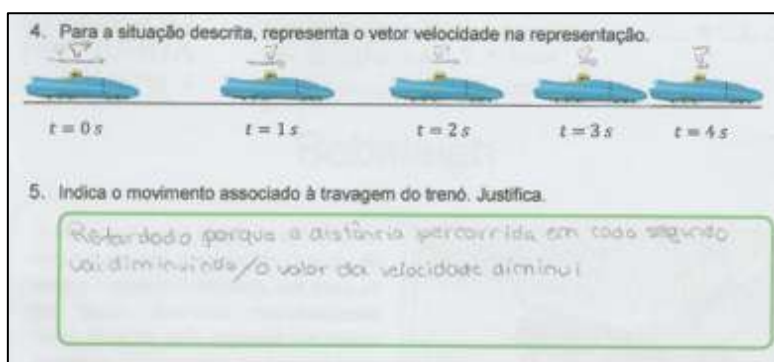 4. Para a situação descrita, representa o vetor velocidade na representação.
t = 0 s t = 1 s t = 2 s t = 3 s t = 4 s
5. Indica o movimento associado à travagem do trenó. Justifica.
Retardado porque a distância percorrida em cada segundo
vai diminuindo/o valor da velocidade diminui